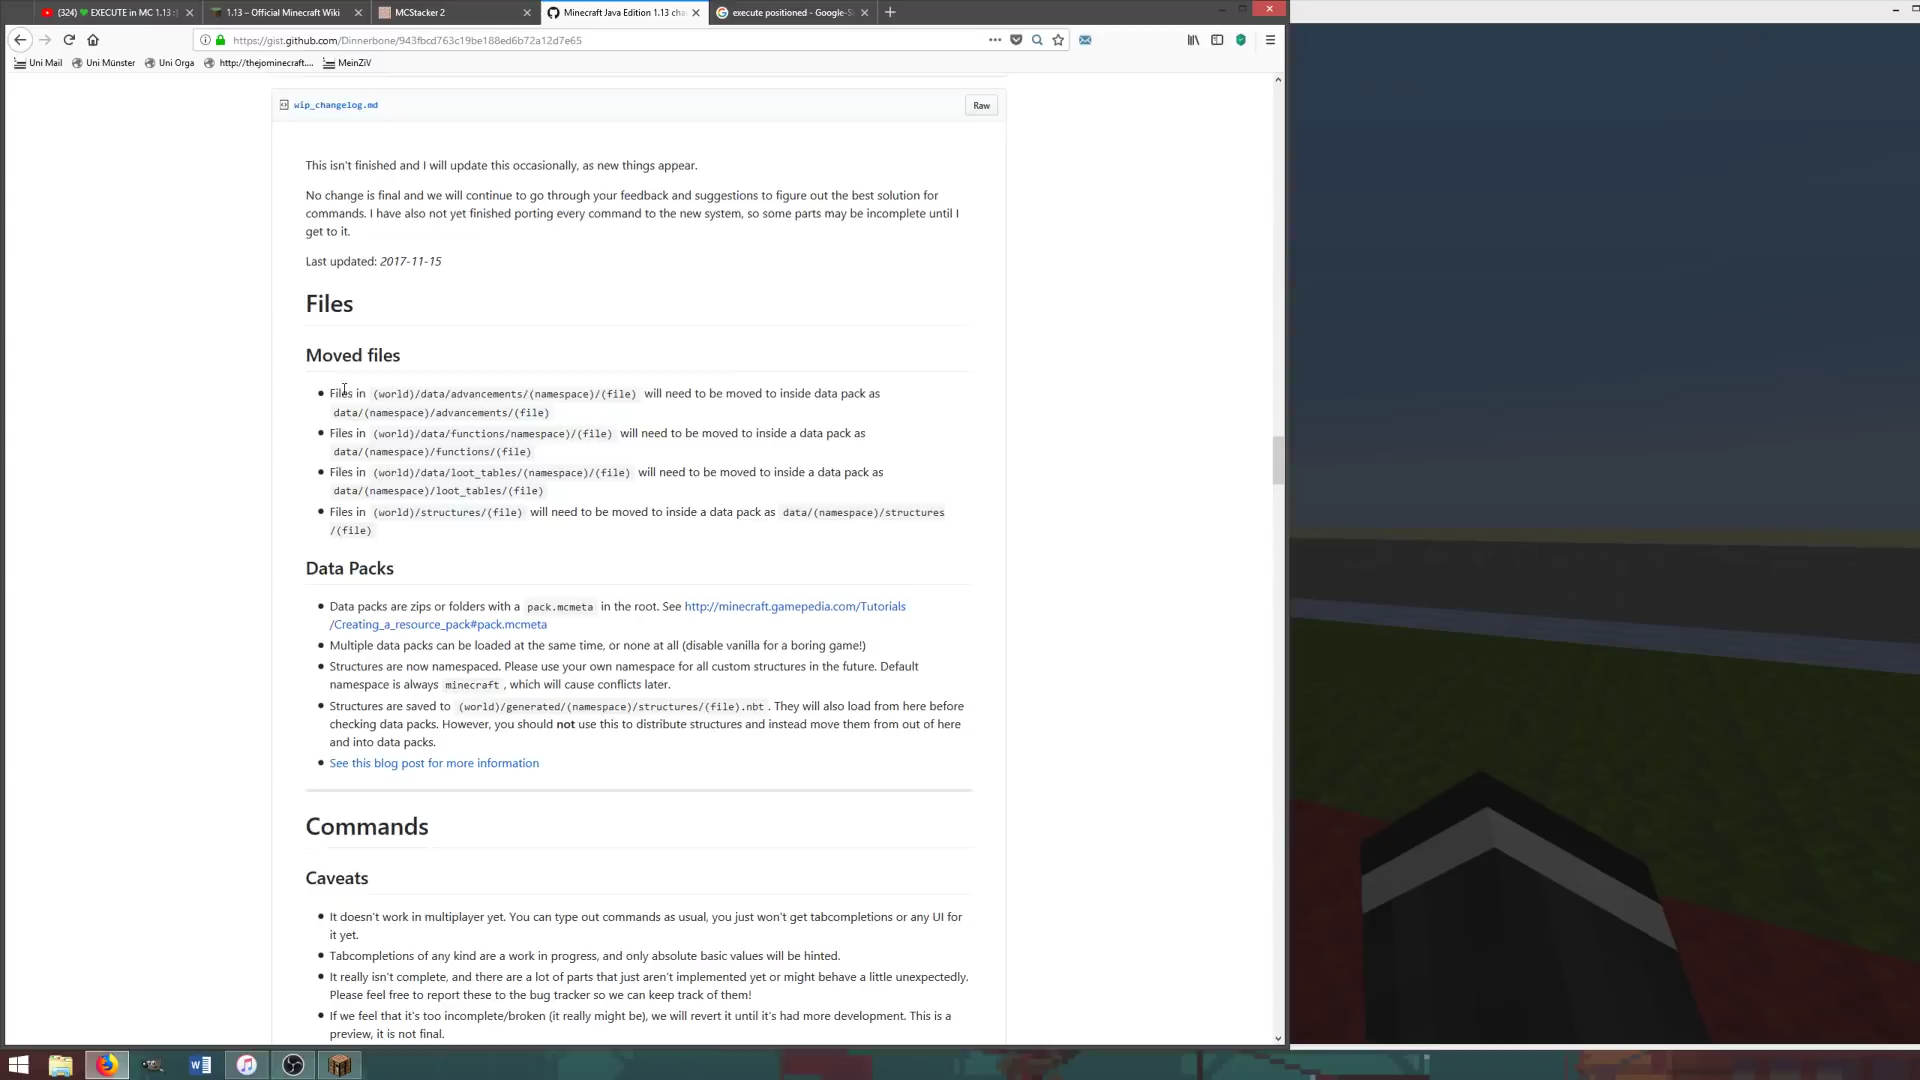 (324) 💚 EXECUTE in MC 1.13 :)
1.13 – Official Minecraft Wiki
MCStacker 2
Minecraft Java Edition 1.13 cha
execute positioned - Google-S
https://gist.github.com/Dinnerbone/943fbcd763c19be188ed6b72a12d7e65
Uni Mail
Uni Münster
Uni Orga
http://thejominecraft....
MeinZiV
wip_changelog.md
Raw
This isn't finished and I will update this occasionally, as new things appear.
No change is final and we will continue to go through your feedback and suggestions to figure out the best solution for
commands. I have also not yet finished porting every command to the new system, so some parts may be incomplete until I
get to it.
Last updated: 2017-11-15
Files
Moved files
• Files in (world)/data/advancements/(namespace)/(file) will need to be moved to inside data pack as
data/(namespace)/advancements/(file)
• Files in (world)/data/functions/namespace)/(file) will need to be moved to inside a data pack as
data/(namespace)/functions/(file)
• Files in (world)/data/loot_tables/(namespace)/(file) will need to be moved to inside a data pack as
data/(namespace)/loot_tables/(file)
• Files in (world)/structures/(file) will need to be moved to inside a data pack as data/(namespace)/structures
/(file)
Data Packs
• Data packs are zips or folders with a pack.mcmeta in the root. See http://minecraft.gamepedia.com/Tutorials
/Creating_a_resource_pack#pack.mcmeta
• Multiple data packs can be loaded at the same time, or none at all (disable vanilla for a boring game!)
• Structures are now namespaced. Please use your own namespace for all custom structures in the future. Default
namespace is always minecraft , which will cause conflicts later.
• Structures are saved to (world)/generated/(namespace)/structures/(file).nbt . They will also load from here before
checking data packs. However, you should not use this to distribute structures and instead move them from out of here
and into data packs.
• See this blog post for more information
Commands
Caveats
• It doesn't work in multiplayer yet. You can type out commands as usual, you just won't get tabcompletions or any UI for
it yet.
• Tabcompletions of any kind are a work in progress, and only absolute basic values will be hinted.
• It really isn't complete, and there are a lot of parts that just aren't implemented yet or might behave a little unexpectedly.
Please feel free to report these to the bug tracker so we can keep track of them!
• If we feel that it's too incomplete/broken (it really might be), we will revert it until it's had more development. This is a
preview, it is not final.